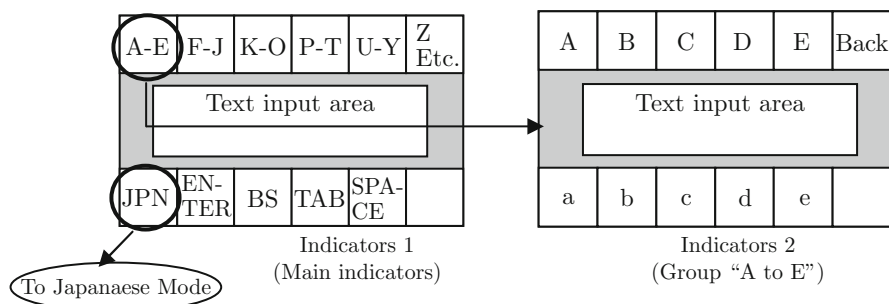 A-E F-J K-O P-T U-Y Z
Etc.
Text input area
JPN EN-
TER BS TAB SPA-
CE
Indicators 1
(Main indicators)
To Japanaese Mode
A B C D E Back
Text input area
a b c d e
Indicators 2
(Group “A to E”)